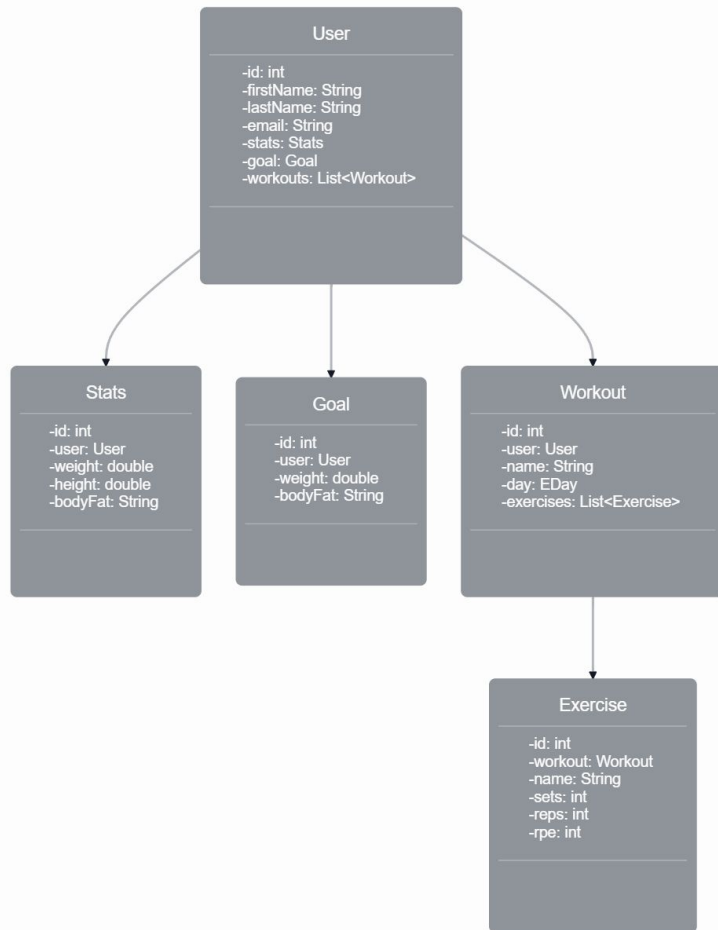 User
-id: int
-firstName: String
-lastName: String
-email: String
-stats: Stats
-goal: Goal
-workouts: List<Workout>
Stats
-id: int
-user: User
-weight: double
-height: double
-bodyFat: String
Goal
-id: int
-user: User
-weight: double
-bodyFat: String
Workout
-id: int
-user: User
-name: String
-day: EDay
-exercises: List<Exercise>
Exercise
-id: int
-workout: Workout
-name: String
-sets: int
-reps: int
-rpe: int